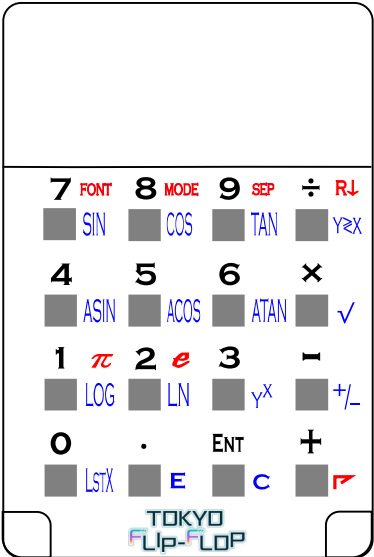 7 FONT 8 MODE 9 SEP ÷ R↓
SIN COS TAN Y≷X
4 5 6 ×
ASIN ACOS ATAN √
1 π 2 e 3 -
LOG LN Yˣ +/-
0 . ENT +
LSTX E C
TOKYO
FLIP-FLOP